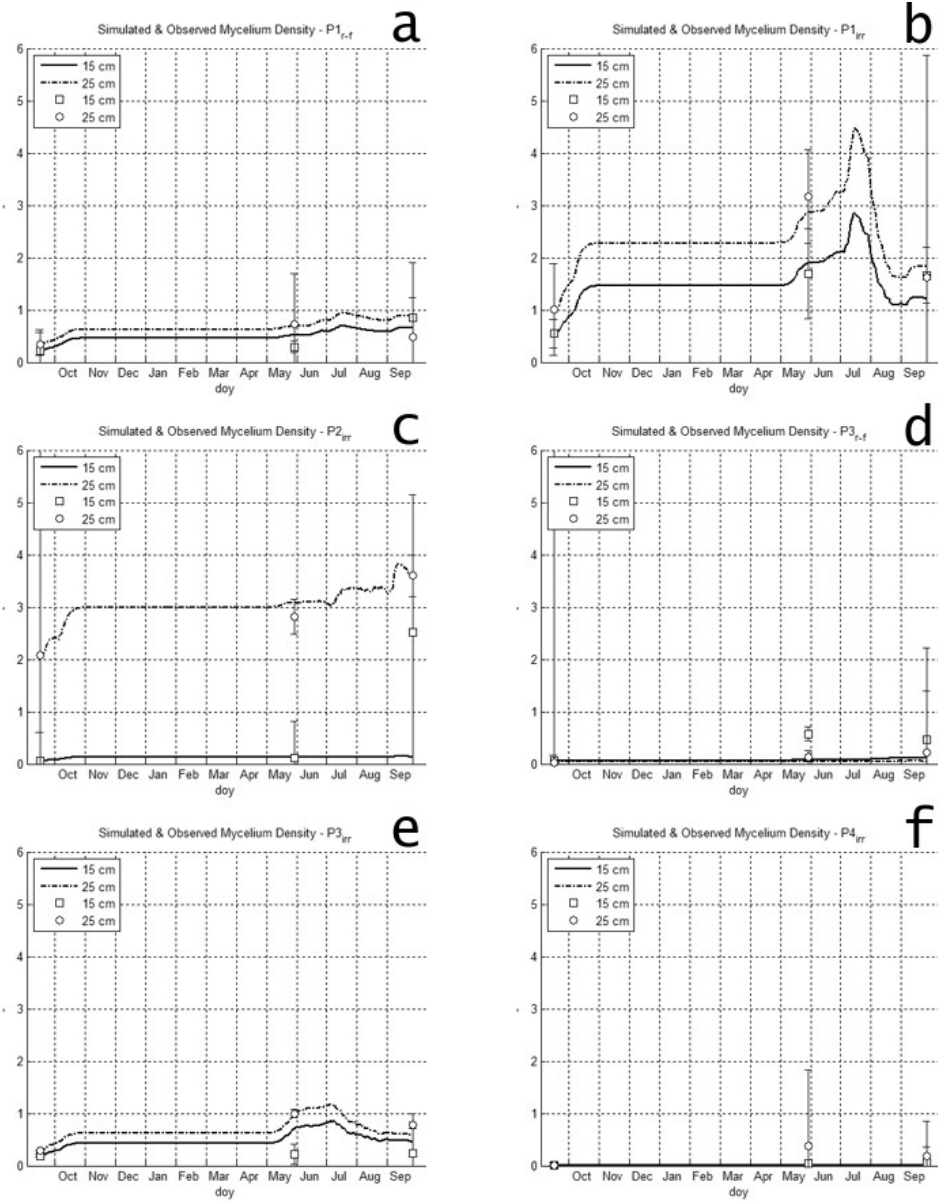 Simulated & Observed Mycelium Density - P1r-f
a
6
5
4
3
2
1
0
15 cm
25 cm
15 cm
25 cm
Oct Nov Dec Jan Feb Mar Apr May Jun Jul Aug Sep
doy
Simulated & Observed Mycelium Density - P1irr
b
6
5
4
3
2
1
0
15 cm
25 cm
15 cm
25 cm
Oct Nov Dec Jan Feb Mar Apr May Jun Jul Aug Sep
doy
Simulated & Observed Mycelium Density - P2irr
c
6
5
4
3
2
1
0
15 cm
25 cm
15 cm
25 cm
Oct Nov Dec Jan Feb Mar Apr May Jun Jul Aug Sep
doy
Simulated & Observed Mycelium Density - P3r-f
d
6
5
4
3
2
1
0
15 cm
25 cm
15 cm
25 cm
Oct Nov Dec Jan Feb Mar Apr May Jun Jul Aug Sep
doy
Simulated & Observed Mycelium Density - P3irr
e
6
5
4
3
2
1
0
15 cm
25 cm
15 cm
25 cm
Oct Nov Dec Jan Feb Mar Apr May Jun Jul Aug Sep
doy
Simulated & Observed Mycelium Density - P4irr
f
6
5
4
3
2
1
0
15 cm
25 cm
15 cm
25 cm
Oct Nov Dec Jan Feb Mar Apr May Jun Jul Aug Sep
doy